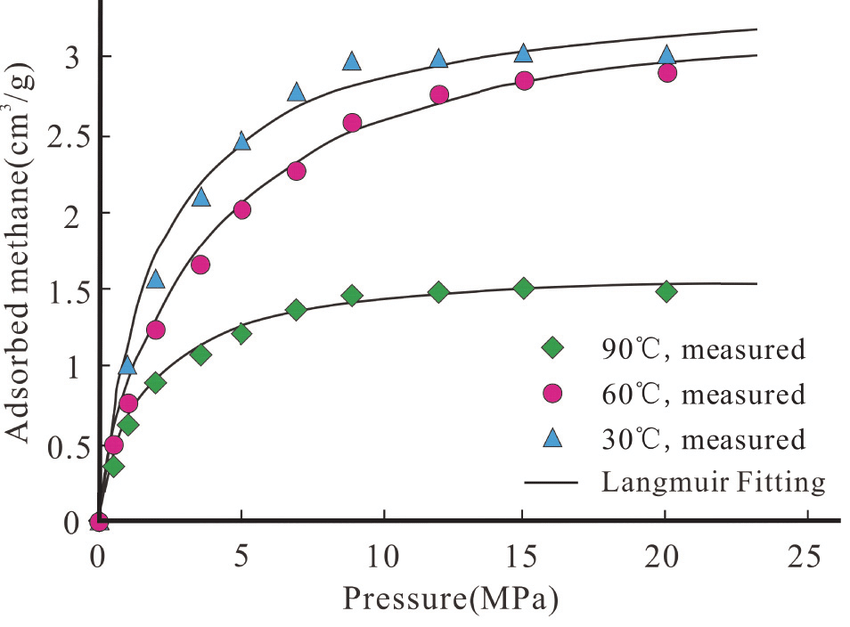 Adsorbed methane(cm³/g)
3
2.5
2
1.5
1
0.5
0
90℃, measured
60℃, measured
30℃, measured
Langmuir Fitting
0 5 10 15 20 25
Pressure(MPa)